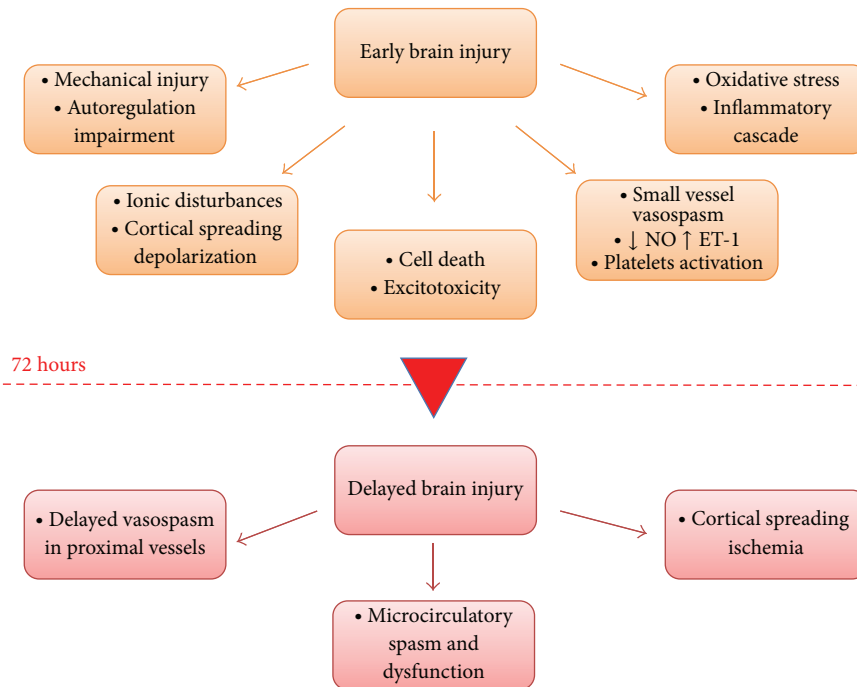 Early brain injury
• Mechanical injury
• Autoregulation
impairment
• Oxidative stress
• Inflammatory
cascade
• Ionic disturbances
• Cortical spreading
depolarization
• Cell death
• Excitotoxicity
• Small vessel
vasospasm
• ↓ NO ↑ ET-1
• Platelets activation
72 hours
Delayed brain injury
• Delayed vasospasm
in proximal vessels
• Microcirculatory
spasm and
dysfunction
• Cortical spreading
ischemia